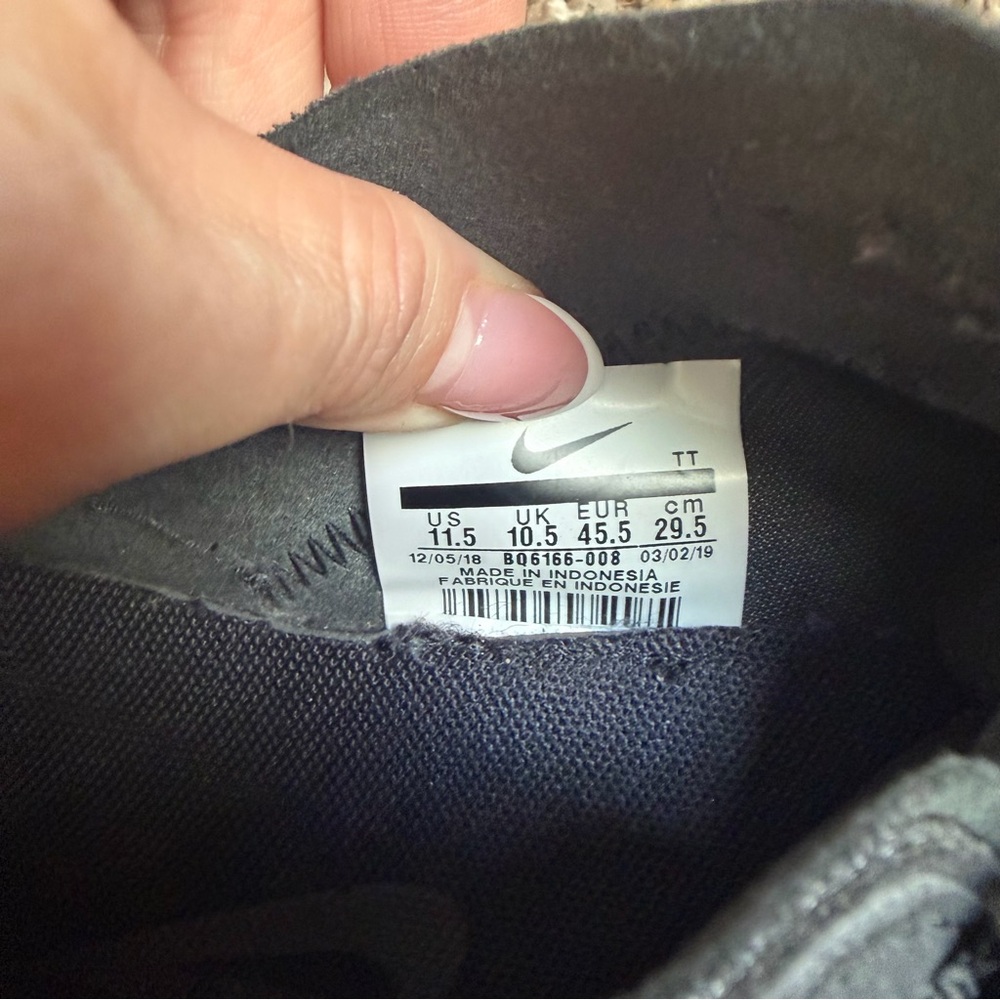 TT
US UK EUR cm
11.5 10.5 45.5 29.5
12/05/18 BQ6166-008 03/02/19
MADE IN INDONESIA
FABRIQUE EN INDONESIE